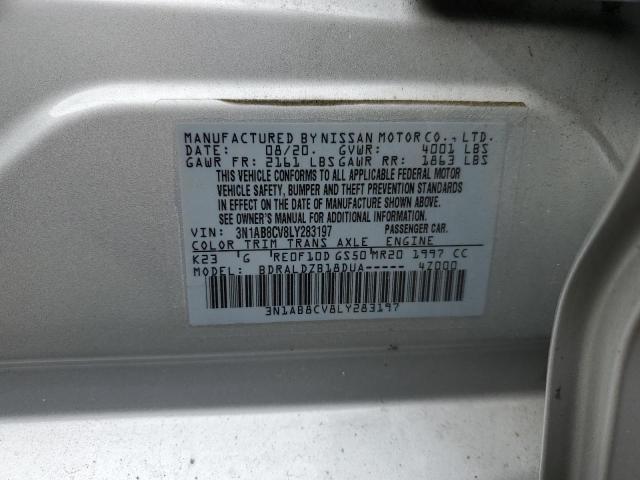 MANUFACTURED BY NISSAN MOTOR CO., LTD.
DATE: 08/20. GVWR: 4001 LBS
GAWR FR: 2161 LBS GAWR RR: 1863 LBS
THIS VEHICLE CONFORMS TO ALL APPLICABLE FEDERAL MOTOR
VEHICLE SAFETY, BUMPER AND THEFT PREVENTION STANDARDS
IN EFFECT ON THE DATE OF MANUFACTURE SHOWN ABOVE.
SEE OWNER'S MANUAL FOR ADDITIONAL INFORMATION.
VIN: 3N1AB8CV8LY283197 PASSENGER CAR.
COLOR TRIM TRANS AXLE ENGINE
K23 'G RE0F10D GS50 MR20 1997 CC
MODEL: BDRALDZB18DUA----- 4Z000
3N1AB8CV8LY283197